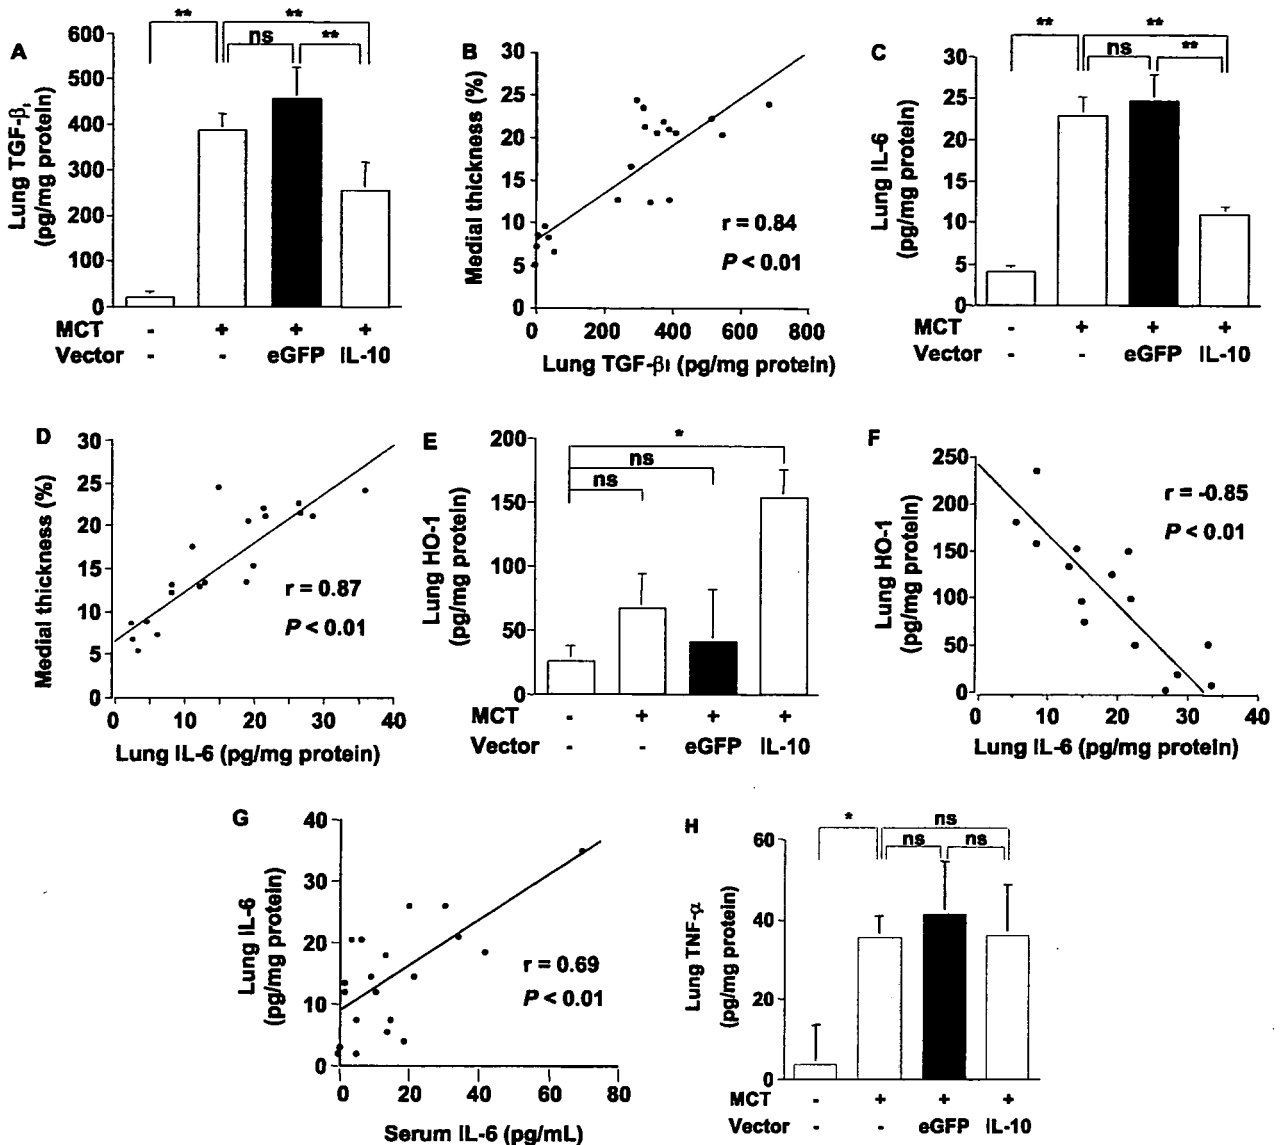 A
**
**
ns
**
Lung TGF-β₁
(pg/mg protein)
600
500
400
300
200
100
0
MCT - + + +
Vector - - eGFP IL-10
B
Medial thickness (%)
30
25
20
15
10
5
0
r = 0.84
P < 0.01
0 200 400 600 800
Lung TGF-β₁ (pg/mg protein)
C
**
**
ns
**
Lung IL-6
(pg/mg protein)
30
25
20
15
10
5
0
MCT - + + +
Vector - - eGFP IL-10
D
Medial thickness (%)
30
25
20
15
10
5
0
r = 0.87
P < 0.01
0 10 20 30 40
Lung IL-6 (pg/mg protein)
E
*
ns
ns
Lung HO-1
(pg/mg protein)
200
150
100
50
0
MCT - + + +
Vector - - eGFP IL-10
F
Lung HO-1
(pg/mg protein)
250
200
150
100
50
0
r = -0.85
P < 0.01
0 10 20 30 40
Lung IL-6 (pg/mg protein)
G
Lung IL-6
(pg/mg protein)
40
30
20
10
0
r = 0.69
P < 0.01
0 20 40 60 80
Serum IL-6 (pg/mL)
H
*
ns
ns
ns
Lung TNF-α
(pg/mg protein)
60
40
20
0
MCT - + + +
Vector - - eGFP IL-10